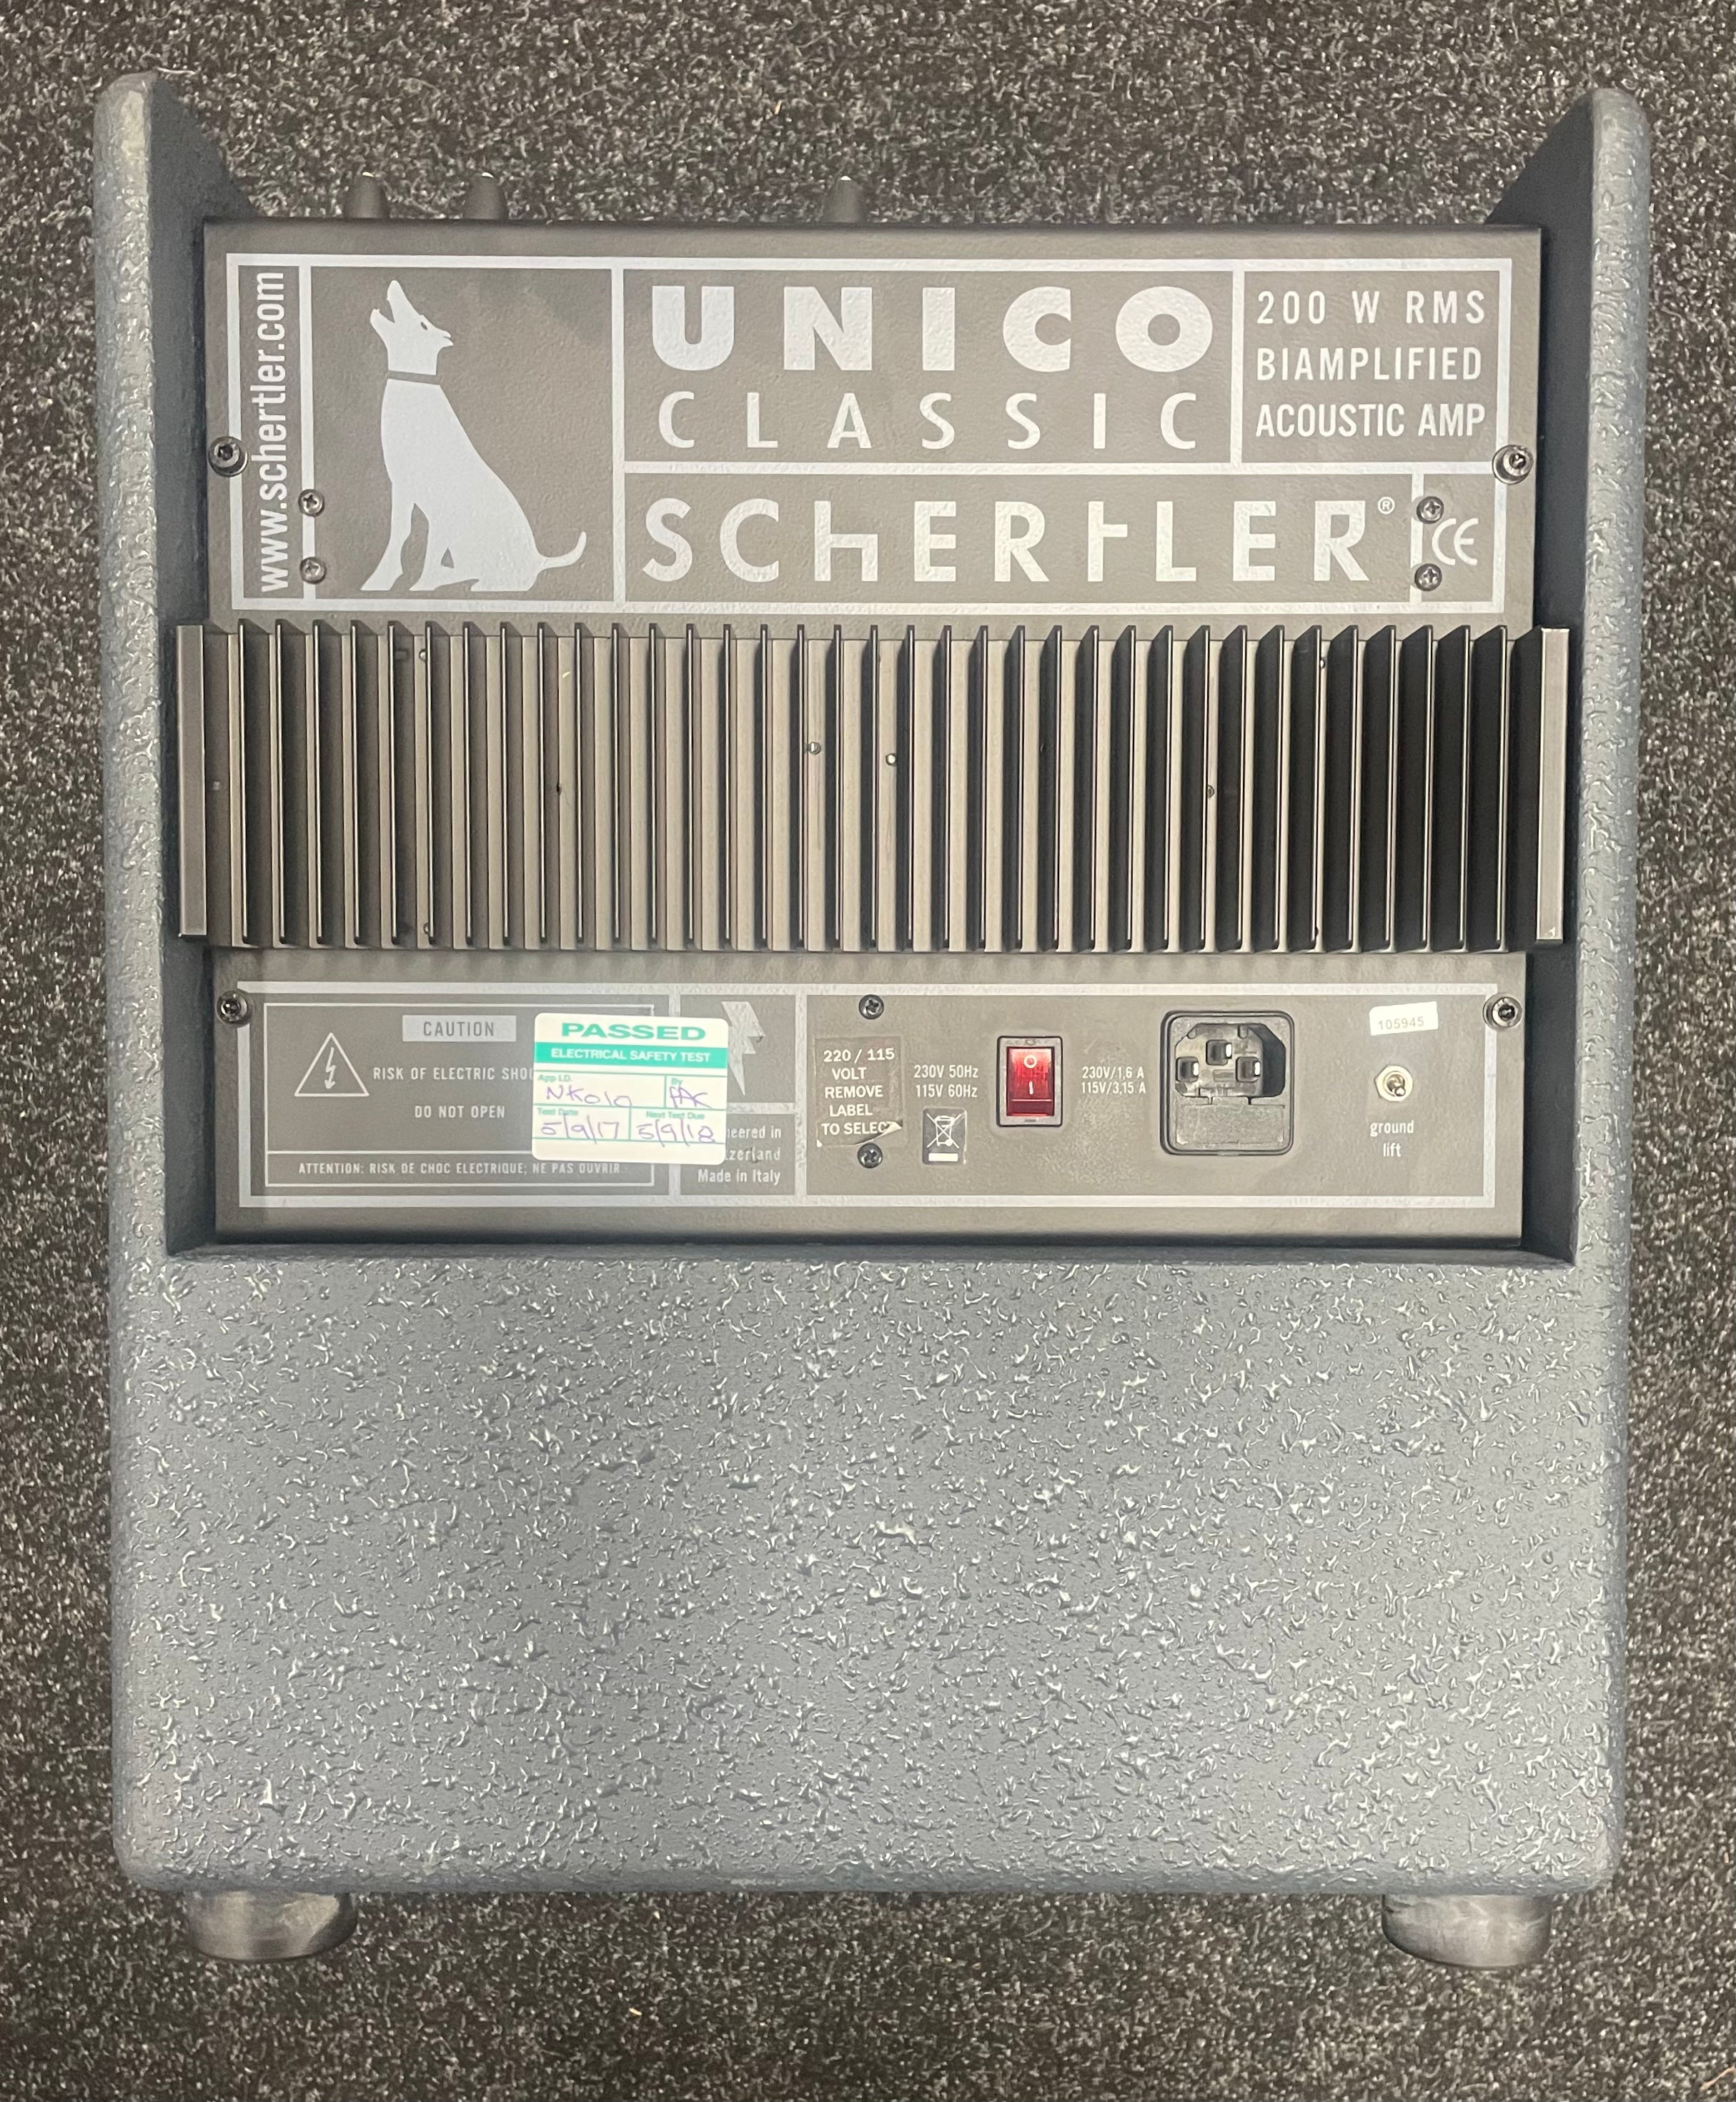 www.schertler.com
UNICO
CLASSIC
200 W RMS
BIAMPLIFIED
ACOUSTIC AMP
SCHERTLER®
CE
CAUTION
RISK OF ELECTRIC SHO
DO NOT OPEN
ATTENTION: RISK DE CHOC ELECTRIQUE; NE PAS OUVRIR
PASSED
ELECTRICAL SAFETY TEST
App I.D.
By
Test Date
Next Test Due
5/9/17
5/9/18
neered in
zerland
Made in Italy
220 / 115
VOLT
REMOVE
LABEL
TO SELECT
230V 50Hz
115V 60Hz
230V/1,6 A
115V/3,15 A
105945
ground
lift